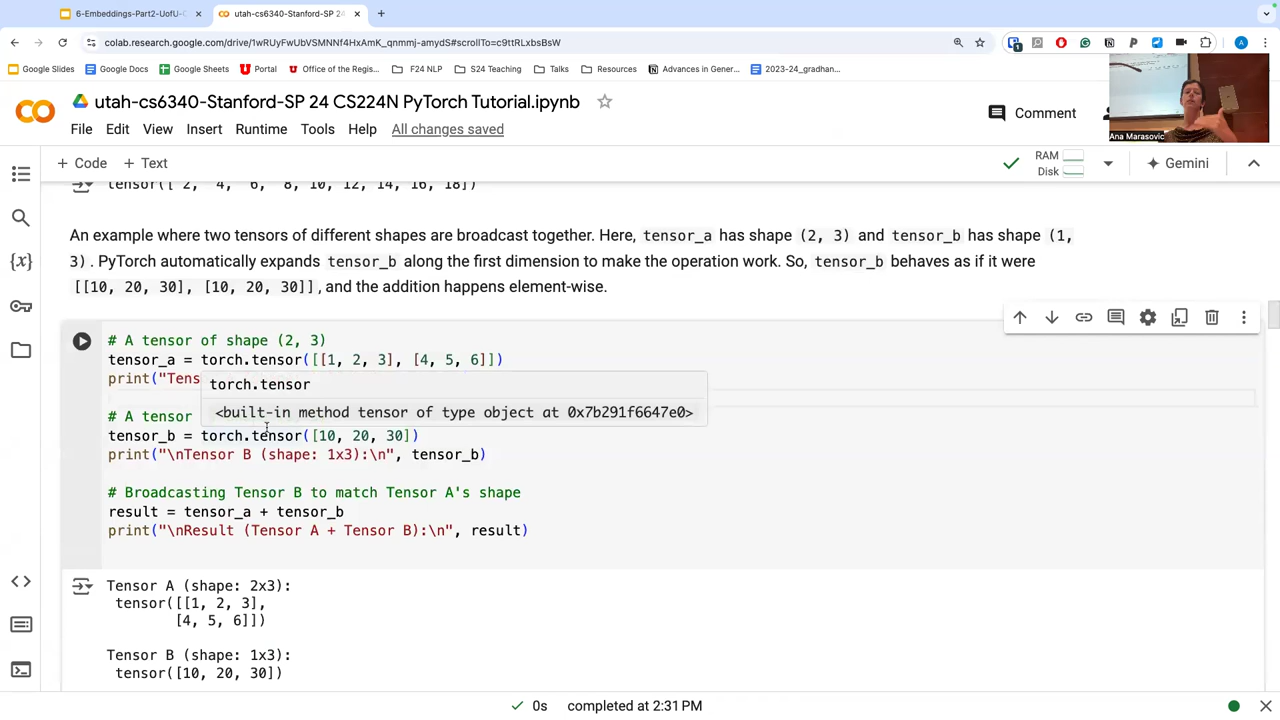 6-Embeddings-Part2-UofU-C
utah-cs6340-Stanford-SP 24
colab.research.google.com/drive/1wRUyFwUbVSMNNf4HxAmK_qnmmj-amydS#scrollTo=c9ttRLxbsBsW
Google Slides
Google Docs
Google Sheets
Portal
Office of the Regis...
F24 NLP
S24 Teaching
Talks
Resources
Advances in Gener...
2023-24_gradhan...
utah-cs6340-Stanford-SP 24 CS224N PyTorch Tutorial.ipynb
Comment
Ana Marasovic
File Edit View Insert Runtime Tools Help All changes saved
+ Code + Text
RAM
Disk
Gemini
tensor([ 2, 4, 6, 8, 10, 12, 14, 16, 18])
An example where two tensors of different shapes are broadcast together. Here, tensor_a has shape (2, 3) and tensor_b has shape (1,
3). PyTorch automatically expands tensor_b along the first dimension to make the operation work. So, tensor_b behaves as if it were
[[10, 20, 30], [10, 20, 30]], and the addition happens element-wise.
# A tensor of shape (2, 3)
tensor_a = torch.tensor([[1, 2, 3], [4, 5, 6]])
print("Tens
torch.tensor
<built-in method tensor of type object at 0x7b291f6647e0>
# A tensor
tensor_b = torch.tensor([10, 20, 30])
print("\nTensor B (shape: 1x3):\n", tensor_b)
# Broadcasting Tensor B to match Tensor A's shape
result = tensor_a + tensor_b
print("\nResult (Tensor A + Tensor B):\n", result)
Tensor A (shape: 2x3):
tensor([[1, 2, 3],
[4, 5, 6]])
Tensor B (shape: 1x3):
tensor([10, 20, 30])
0s completed at 2:31 PM